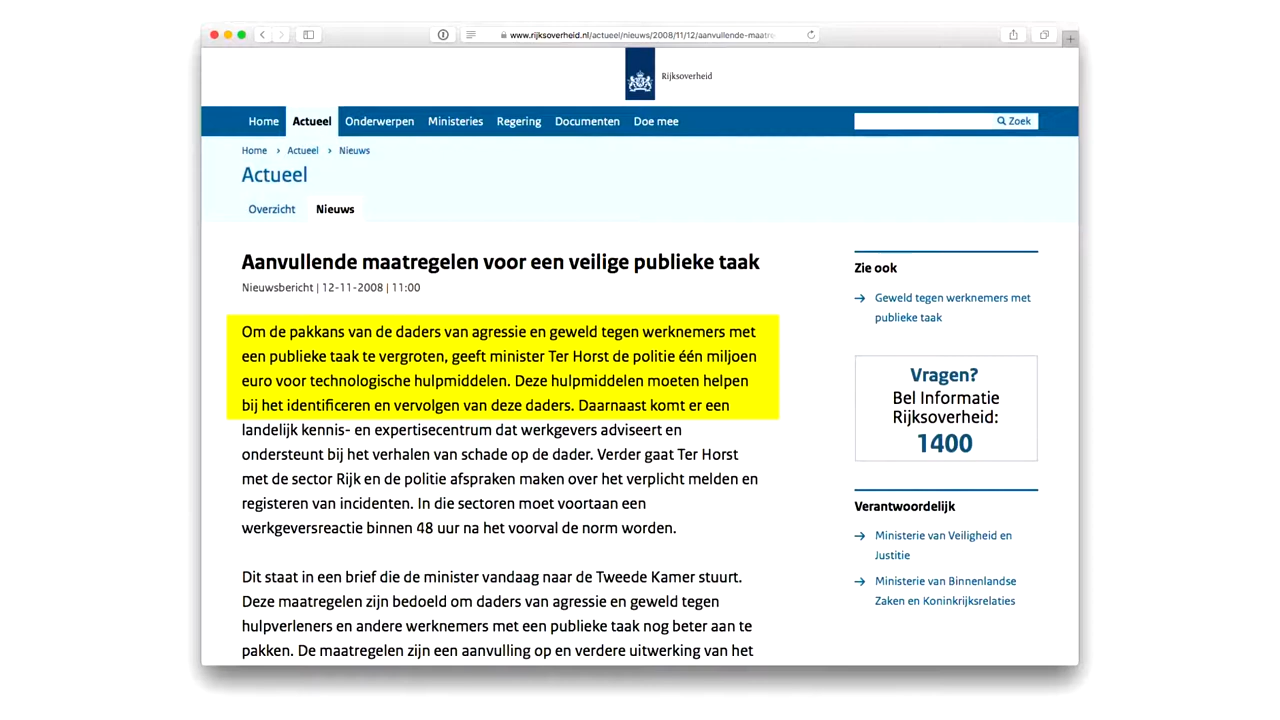 www.rijksoverheid.nl/actueel/nieuws/2008/11/12/aanvullende-maatre
Rijksoverheid
Home Actueel Onderwerpen Ministeries Regering Documenten Doe mee Zoek
Home › Actueel › Nieuws
Actueel
Overzicht Nieuws
Aanvullende maatregelen voor een veilige publieke taak
Nieuwsbericht | 12-11-2008 | 11:00
Om de pakkans van de daders van agressie en geweld tegen werknemers met
een publieke taak te vergroten, geeft minister Ter Horst de politie één miljoen
euro voor technologische hulpmiddelen. Deze hulpmiddelen moeten helpen
bij het identificeren en vervolgen van deze daders. Daarnaast komt er een
landelijk kennis- en expertisecentrum dat werkgevers adviseert en
ondersteunt bij het verhalen van schade op de dader. Verder gaat Ter Horst
met de sector Rijk en de politie afspraken maken over het verplicht melden en
registeren van incidenten. In die sectoren moet voortaan een
werkgeversreactie binnen 48 uur na het voorval de norm worden.
Dit staat in een brief die de minister vandaag naar de Tweede Kamer stuurt.
Deze maatregelen zijn bedoeld om daders van agressie en geweld tegen
hulpverleners en andere werknemers met een publieke taak nog beter aan te
pakken. De maatregelen zijn een aanvulling op en verdere uitwerking van het
Zie ook
Geweld tegen werknemers met
publieke taak
Vragen?
Bel Informatie
Rijksoverheid:
1400
Verantwoordelijk
Ministerie van Veiligheid en
Justitie
Ministerie van Binnenlandse
Zaken en Koninkrijksrelaties